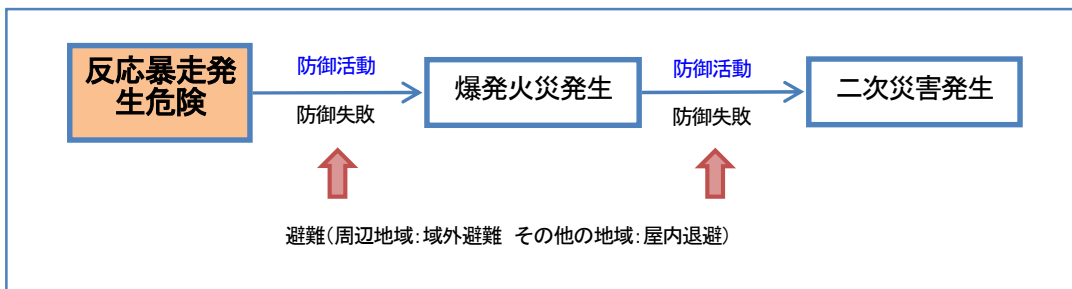 反応暴走発
生危険
防御活動
防御失敗
爆発火災発生
防御活動
防御失敗
二次災害発生
避難(周辺地域:域外避難 その他の地域:屋内退避)